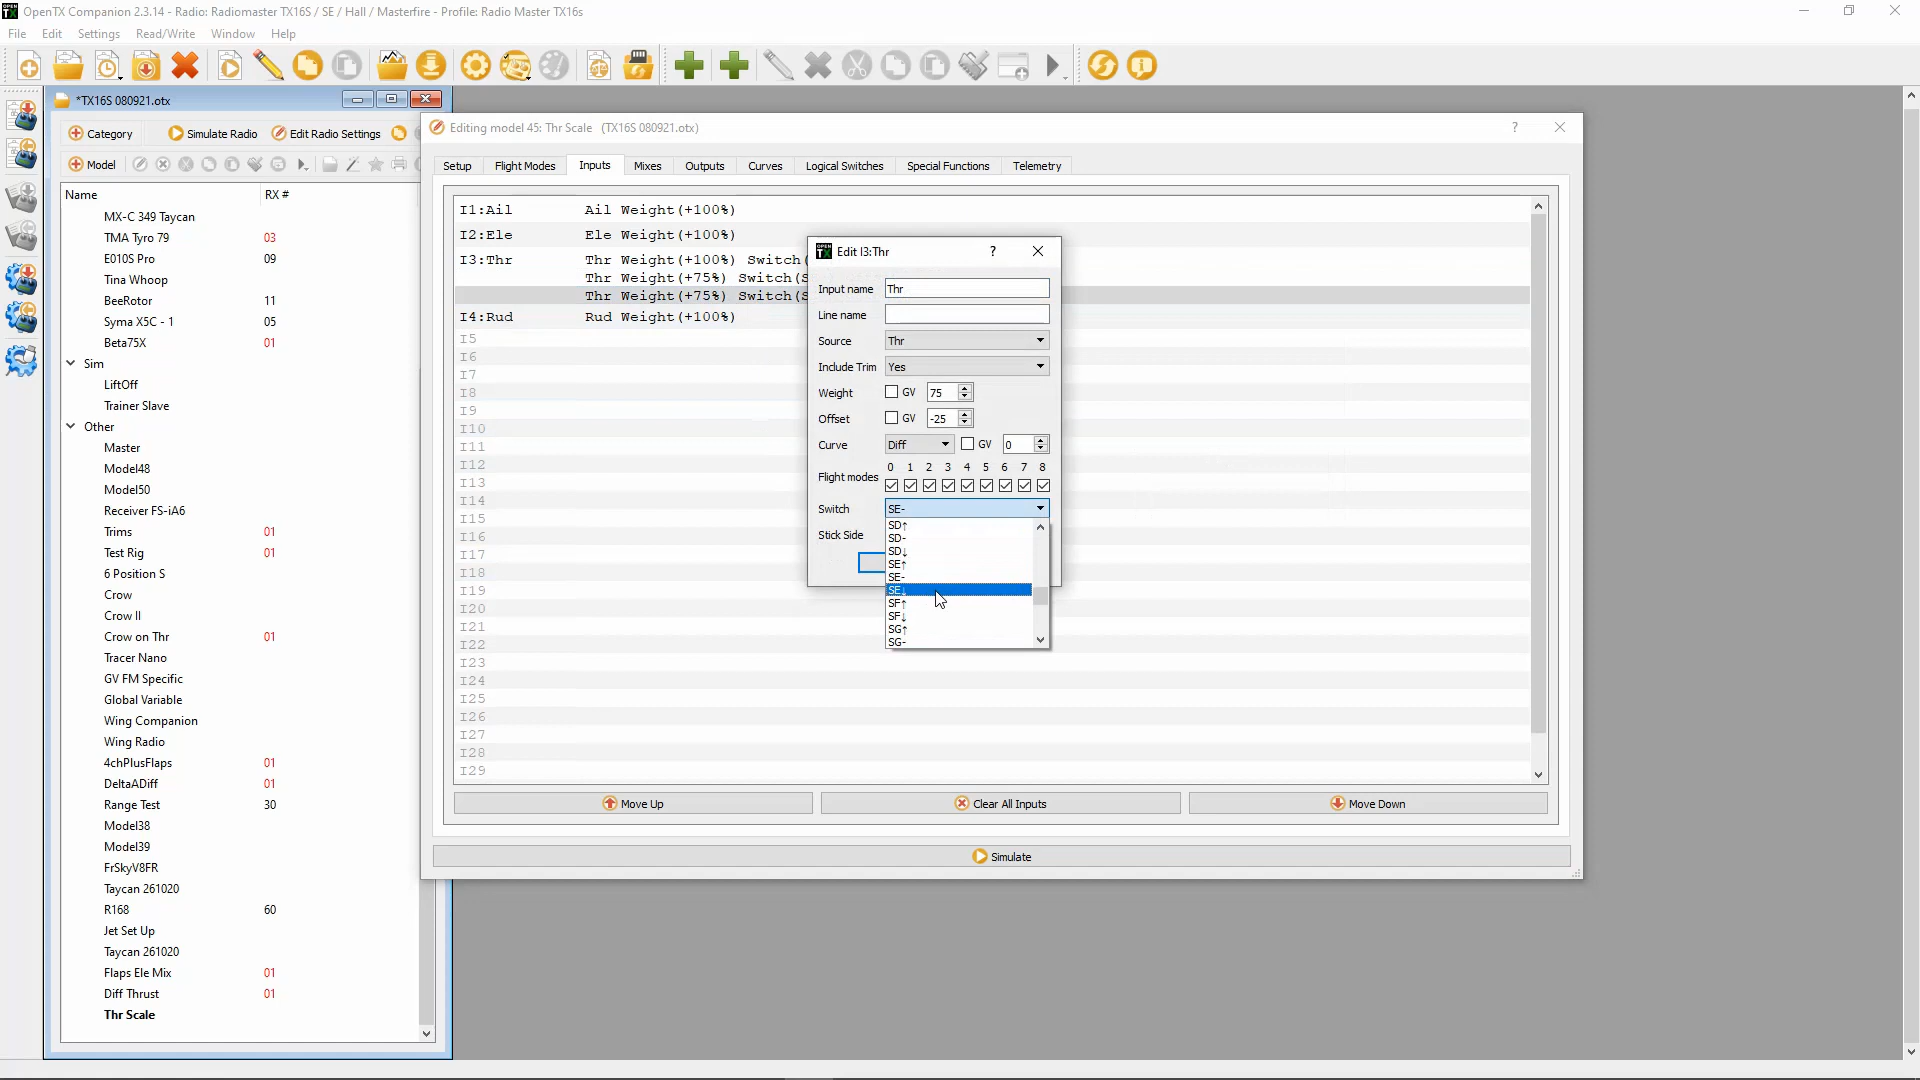 OpenTX Companion 2.3.14 - Radio: Radiomaster TX16S / SE / Hall / Masterfire - Profile: Radio Master TX16s
File Edit Settings Read/Write Window Help
*TX16S 080921.otx
Category Simulate Radio Edit Radio Settings
Model
Name RX #
MX-C 349 Taycan
TMA Tyro 79 03
E010S Pro 09
Tina Whoop
BeeRotor 11
Syma X5C - 1 05
Beta75X 01
Sim
LiftOff
Trainer Slave
Other
Master
Model48
Model50
Receiver FS-iA6
Trims 01
Test Rig 01
6 Position S
Crow
Crow II
Crow on Thr 01
Tracer Nano
GV FM Specific
Global Variable
Wing Companion
Wing Radio
4chPlusFlaps 01
DeltaADiff 01
Range Test 30
Model38
Model39
FrSkyV8FR
Taycan 261020
R168 60
Jet Set Up
Taycan 261020
Flaps Ele Mix 01
Diff Thrust 01
Thr Scale
Editing model 45: Thr Scale (TX16S 080921.otx)
Setup Flight Modes Inputs Mixes Outputs Curves Logical Switches Special Functions Telemetry
I1:Ail Ail Weight(+100%)
I2:Ele Ele Weight(+100%)
I3:Thr Thr Weight(+100%) Switch(
Thr Weight(+75%) Switch(S
Thr Weight(+75%) Switch(S
I4:Rud Rud Weight(+100%)
I5
I6
I7
I8
I9
I10
I11
I12
I13
I14
I15
I16
I17
I18
I19
I20
I21
I22
I23
I24
I25
I26
I27
I28
I29
Move Up Clear All Inputs Move Down
Simulate
Edit I3:Thr
Input name Thr
Line name
Source Thr
Include Trim Yes
Weight GV 75
Offset GV -25
Curve Diff GV 0
0 1 2 3 4 5 6 7 8
Flight modes
Switch SE-
Stick Side
SD↑
SD-
SD↓
SE↑
SE-
SE↓
SF↑
SF↓
SG↑
SG-